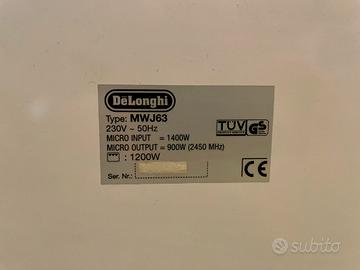 DeLonghi
Type: MWJ63
230V ~ 50Hz
MICRO INPUT = 1400W
MICRO OUTPUT = 900W (2450 MHz)
: 1200W
Ser. Nr.:
TÜV GS
CE
subito